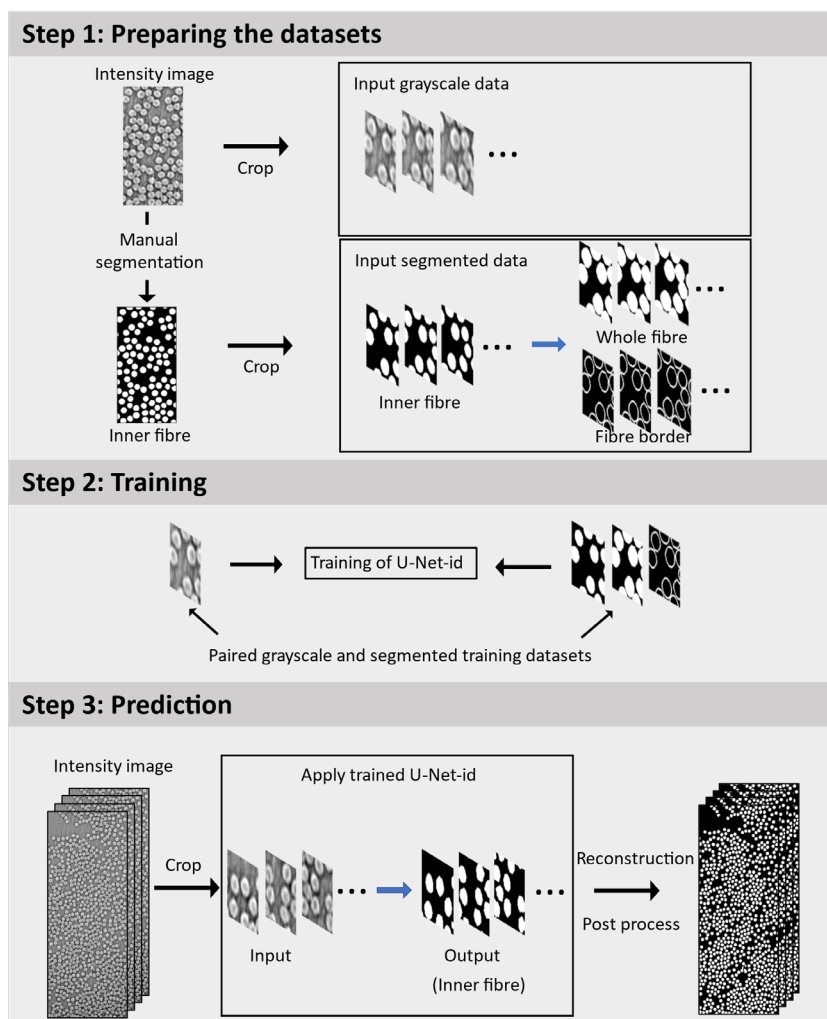 Step 1: Preparing the datasets
Intensity image
Crop
Input grayscale data
...
Manual
segmentation
Inner fibre
Crop
Input segmented data
Inner fibre
...
...
Whole fibre
...
Fibre border
Step 2: Training
Training of U-Net-id
Paired grayscale and segmented training datasets
Step 3: Prediction
Intensity image
Crop
Apply trained U-Net-id
...
Input
...
Output
(Inner fibre)
Reconstruction
Post process